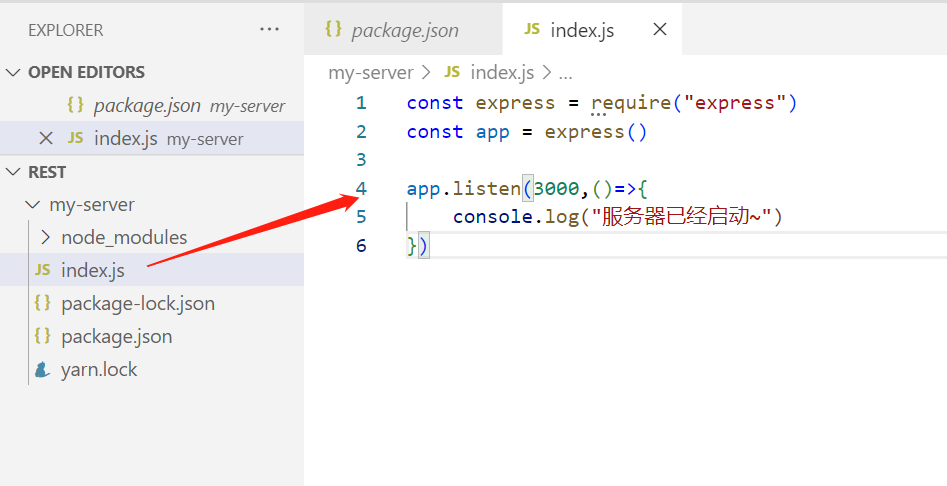 EXPLORER ...
OPEN EDITORS
{} package.json my-server
JS index.js my-server
REST
my-server
node_modules
JS index.js
{} package-lock.json
{} package.json
yarn.lock
{} package.json
JS index.js
my-server > JS index.js > ...
1 const express = require("express")
2 const app = express()
3
4 app.listen(3000,()=>{
5 console.log("服务器已经启动~")
6 })